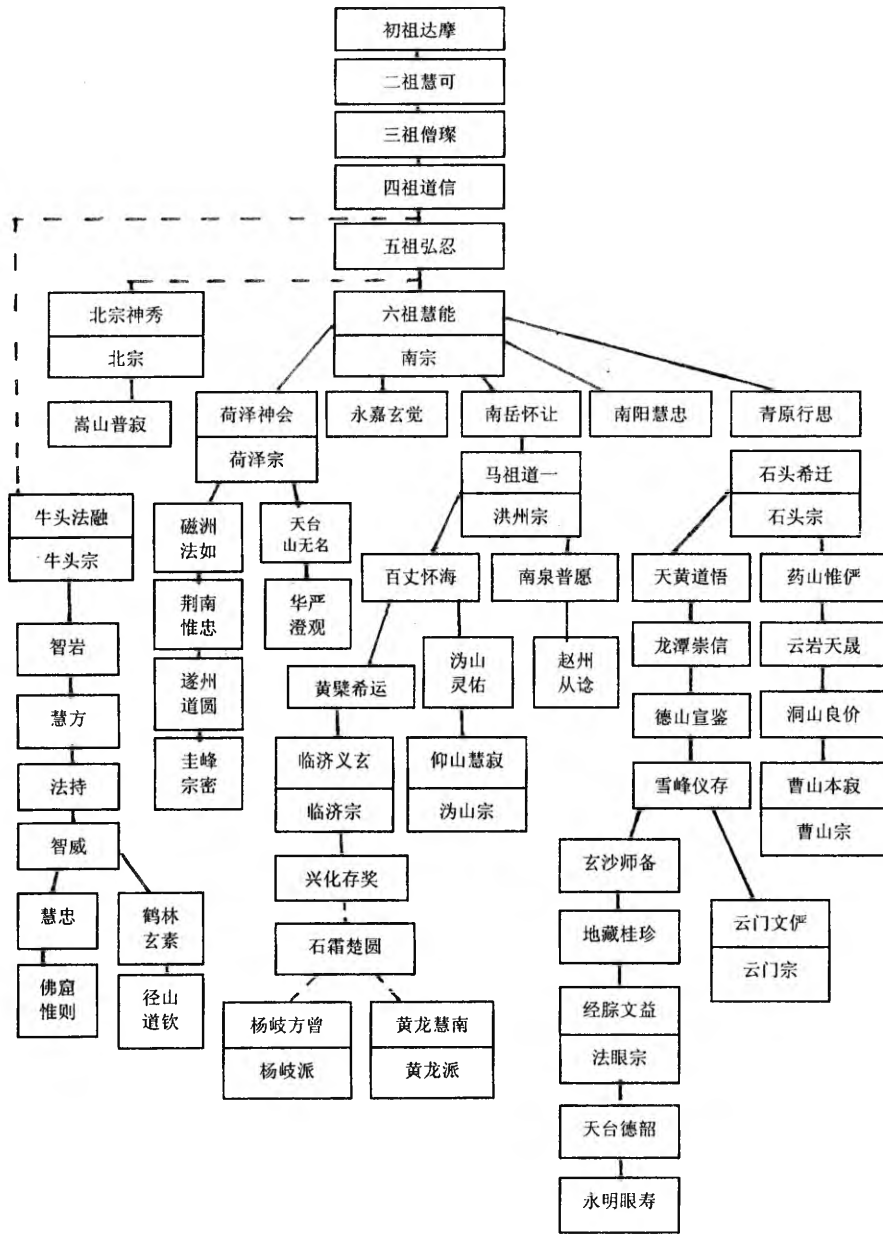 初祖达摩
二祖慧可
三祖僧璨
四祖道信
五祖弘忍
北宗神秀
北宗
嵩山普寂
六祖慧能
南宗
荷泽神会
荷泽宗
永嘉玄觉
南岳怀让
南阳慧忠
青原行思
马祖道一
洪州宗
石头希迁
石头宗
牛头法融
牛头宗
磁洲
法如
天台
山无名
百丈怀海
南泉普愿
天黄道悟
药山惟俨
荆南
惟忠
华严
澄观
智岩
黄檗希运
沩山
灵佑
赵州
从谂
龙潭崇信
云岩天晟
遂州
道圆
慧方
德山宣鉴
洞山良价
圭峰
宗密
临济义玄
临济宗
仰山慧寂
沩山宗
法持
雪峰仪存
曹山本寂
曹山宗
智威
兴化存奖
玄沙师备
慧忠
鹤林
玄素
石霜楚圆
地藏桂珍
云门文俨
云门宗
佛窟
惟则
径山
道钦
杨岐方曾
杨岐派
黄龙慧南
黄龙派
经腙文益
法眼宗
天台德韶
永明眼寿